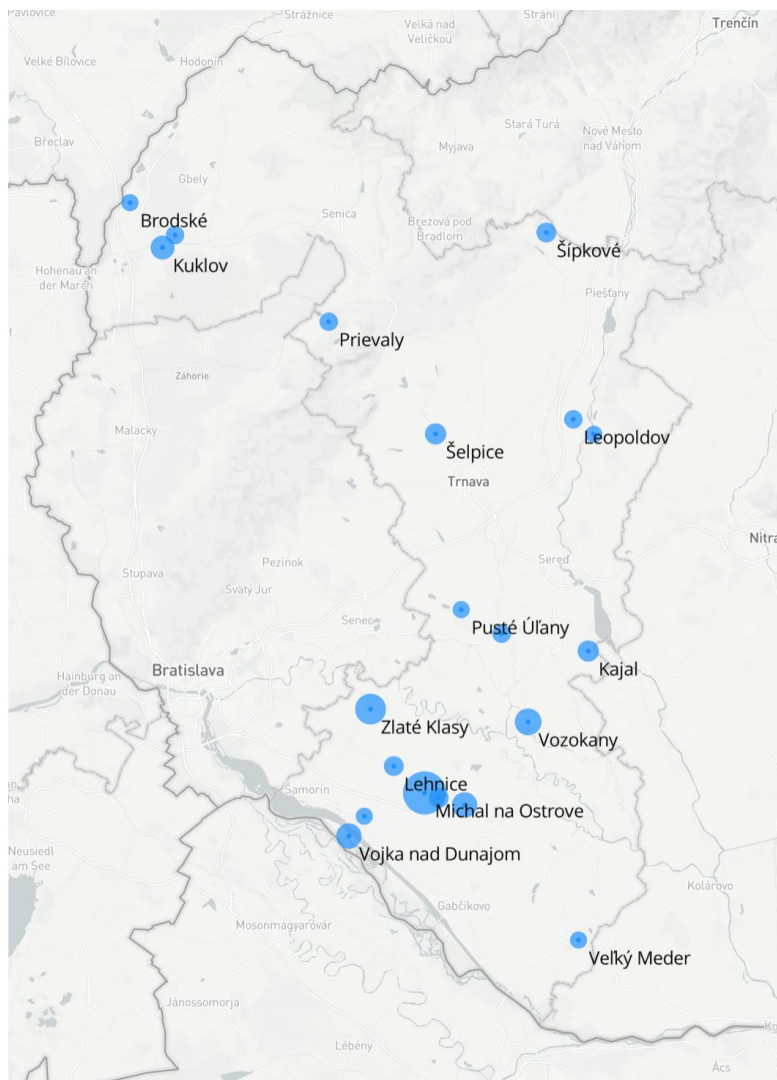 Pavlovice
Strážnice
Velká nad
Veličkou
Strání
Trenčín
Velké Bílovice
Hodonín
Břeclav
Stará Turá
Nové Mesto
nad Váhom
Myjava
Gbely
Senica
Brodské
Brezová pod
Bradlom
Kuklov
Šípkové
Hohenau an
der March
Piešťany
Prievaly
Záhorie
Malacky
Leopoldov
Šelpice
Trnava
Nitra
Pezinok
Sereď
Stupava
Svätý Jur
Senec
Pusté Úľany
Kajal
Bratislava
Hainburg an
der Donau
Zlaté Klasy
Vozokany
Lehnice
Šamorín
Michal na Ostrove
Vojka nad Dunajom
Neusiedl
am See
Kolárovo
Gabčíkovo
Mosonmagyaróvár
Veľký Meder
Jánossomorja
Lébény
Ács